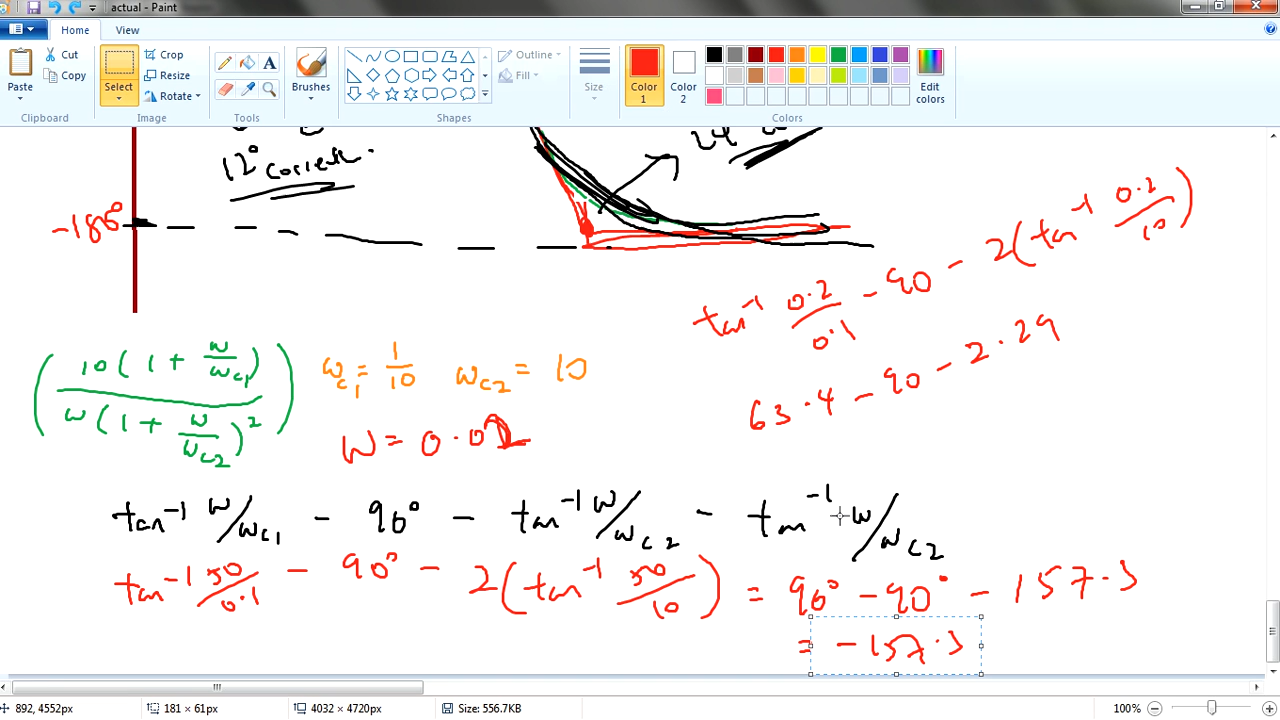 actual - Paint
Home View
Paste Cut Copy Select Crop Resize Rotate Brushes Outline Fill Size Color 1 Color 2 Edit colors
Clipboard Image Tools Shapes Colors
12° correct.
24
-180°
tan⁻¹ 0.2/0.1 - 90 - 2(tan⁻¹ 0.2/10)
63.4 - 90 - 2.29
(10(1 + w/wc1) / w(1 + w/wc2)²) wc1 = 1/10 wc2 = 10
W = 0.02
tan⁻¹ w/wc1 - 90° - tan⁻¹ w/wc2 - tan⁻¹ w/wc2
tan⁻¹ 50/0.1 - 90° - 2(tan⁻¹ 50/10) = 90° - 90° - 157.3
= -157.3
892, 4552px 181 × 61px 4032 × 4720px Size: 556.7KB 100%